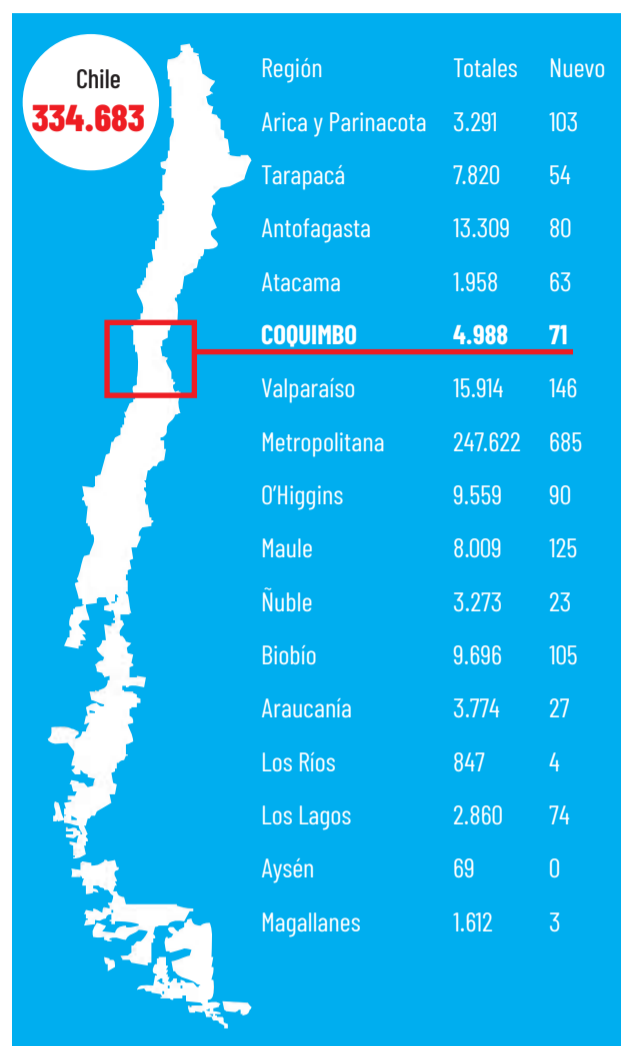 Chile
334.683
Región Totales Nuevo
Arica y Parinacota 3.291 103
Tarapacá 7.820 54
Antofagasta 13.309 80
Atacama 1.958 63
COQUIMBO 4.988 71
Valparaíso 15.914 146
Metropolitana 247.622 685
O’Higgins 9.559 90
Maule 8.009 125
Ñuble 3.273 23
Biobío 9.696 105
Araucanía 3.774 27
Los Ríos 847 4
Los Lagos 2.860 74
Aysén 69 0
Magallanes 1.612 3